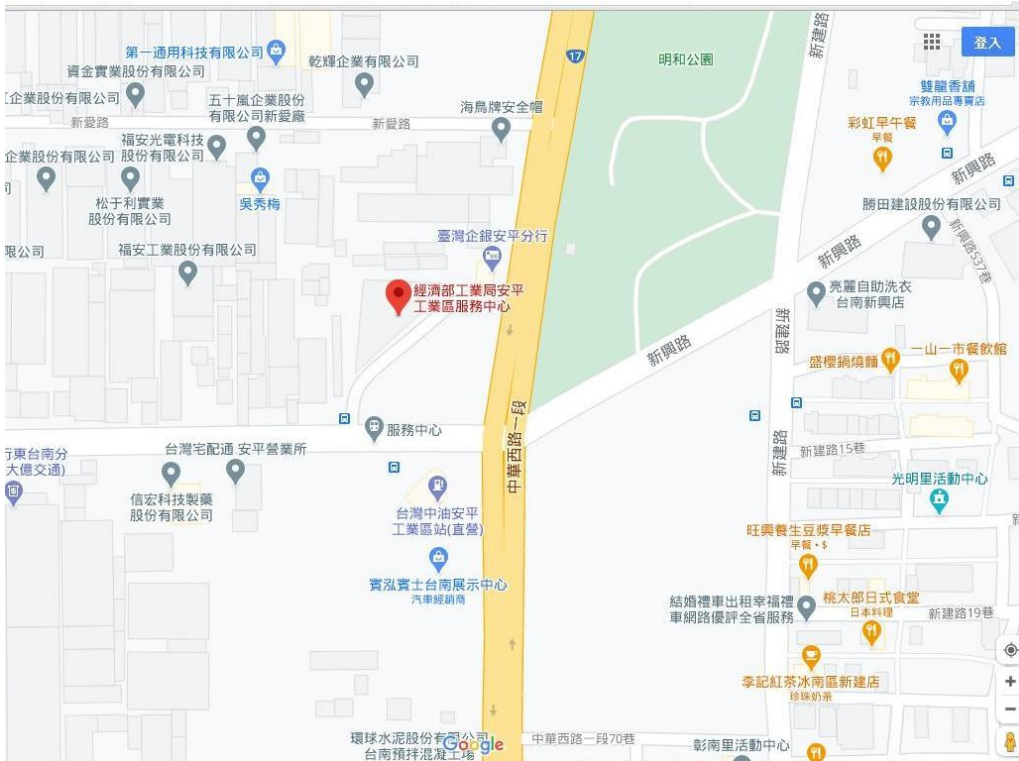 17
明和公園
新建路
登入
第一通用科技有限公司
資金實業股份有限公司
乾輝企業有限公司
企業股份有限公司
五十嵐企業股份
有限公司新愛廠
海鳥牌安全帽
雙龍香舖
宗教用品專賣店
彩虹早午餐
早餐
新愛路
新愛路
福安光電科技
股份有限公司
企業股份有限公司
司
松于利實業
股份有限公司
吳秀梅
新興路
勝田建設股份有限公司
新興路537巷
限公司
福安工業股份有限公司
臺灣企銀安平分行
新興路
經濟部工業局安平
工業區服務中心
亮麗自助洗衣
台南新興店
新建路
新興路
盛櫻鍋燒麵
一山一市餐飲館
服務中心
中華西路一段
新建路
新建路15巷
行東台南分
大億交通)
台灣宅配通 安平營業所
信宏科技製藥
股份有限公司
光明里活動中心
台灣中油安平
工業區站(直營)
旺興養生豆漿早餐店
早餐・$
賓泓賓士台南展示中心
汽車經銷商
結婚禮車出租幸福禮
車網路優評全省服務
桃太郎日式食堂
日本料理
新建路19巷
李記紅茶冰南區新建店
珍珠奶茶
環球水泥股份有限公司
台南預拌混凝土場
Google
中華西路一段70巷
彰南里活動中心